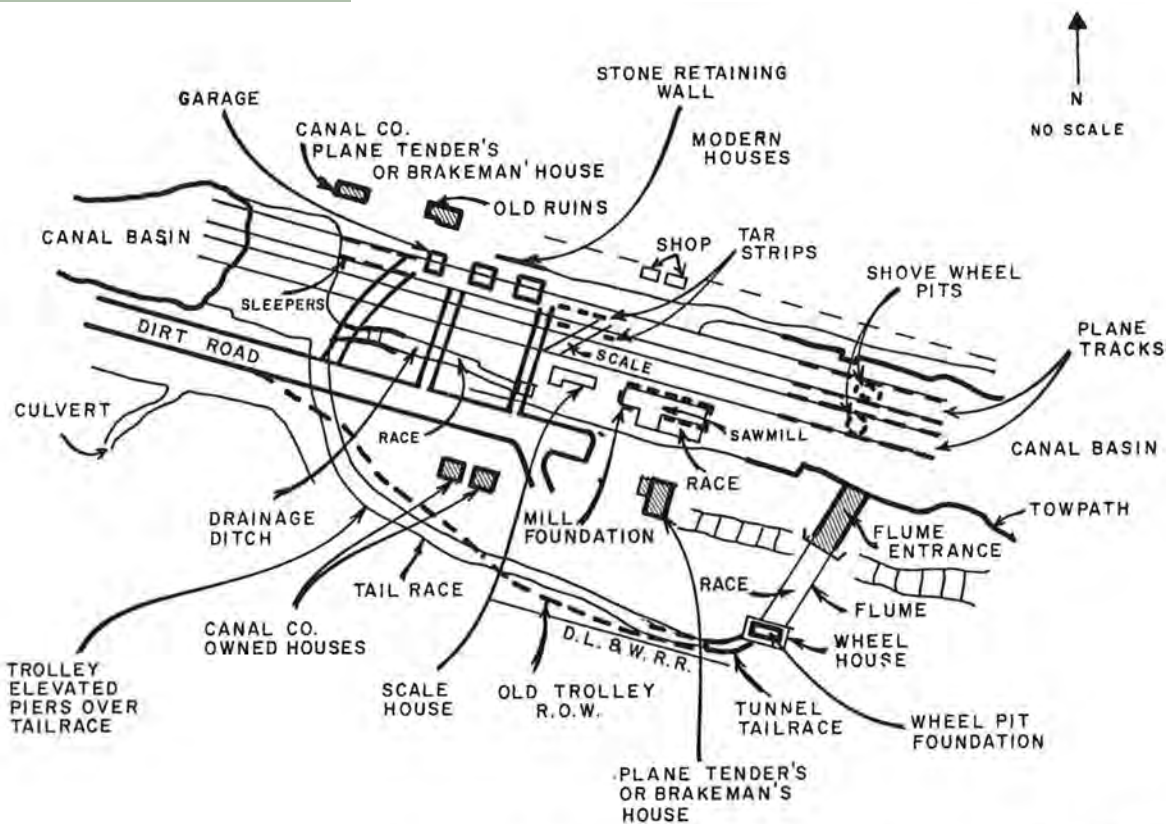 STONE RETAINING
WALL
N
NO SCALE
GARAGE
CANAL CO.
PLANE TENDER'S
OR BRAKEMAN' HOUSE
MODERN
HOUSES
OLD RUINS
CANAL BASIN
SHOP
TAR
STRIPS
SHOVE WHEEL
PITS
SLEEPERS
PLANE
TRACKS
DIRT ROAD
SCALE
CULVERT
RACE
SAWMILL
CANAL BASIN
RACE
TOWPATH
DRAINAGE
DITCH
MILL
FOUNDATION
FLUME
ENTRANCE
TAIL RACE
RACE
FLUME
CANAL CO.
OWNED HOUSES
D. L. & W. R. R.
WHEEL
HOUSE
TROLLEY
ELEVATED
PIERS OVER
TAILRACE
SCALE
HOUSE
OLD TROLLEY
R.O.W.
TUNNEL
TAILRACE
WHEEL PIT
FOUNDATION
PLANE TENDER'S
OR BRAKEMAN'S
HOUSE